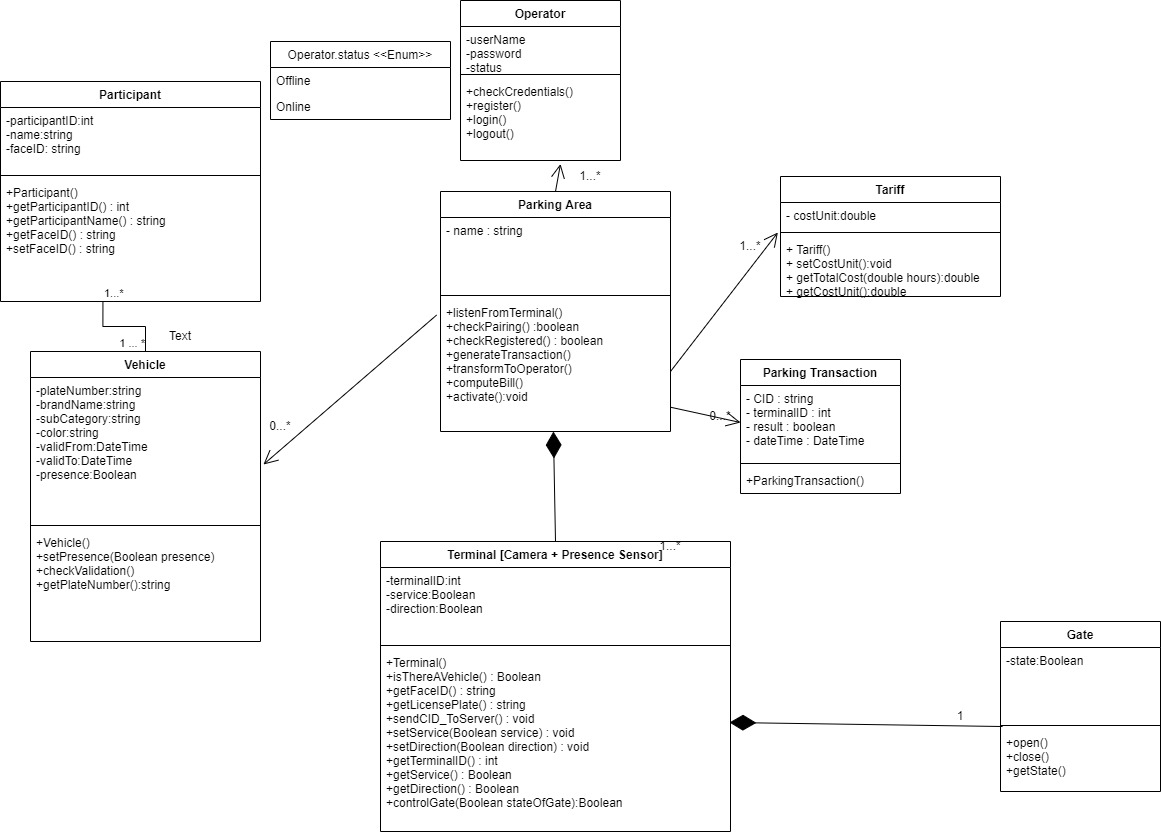 Operator
-userName
-password
-status
+checkCredentials()
+register()
+login()
+logout()
Operator.status <<Enum>>
Offline
Online
Participant
-participantID:int
-name:string
-faceID: string
+Participant()
+getParticipantID() : int
+getParticipantName() : string
+getFaceID() : string
+setFaceID() : string
1...*
1 ... *
Text
Vehicle
-plateNumber:string
-brandName:string
-subCategory:string
-color:string
-validFrom:DateTime
-validTo:DateTime
-presence:Boolean
+Vehicle()
+setPresence(Boolean presence)
+checkValidation()
+getPlateNumber():string
0...*
1...*
Parking Area
- name : string
+listenFromTerminal()
+checkPairing() :boolean
+checkRegistered() : boolean
+generateTransaction()
+transformToOperator()
+computeBill()
+activate():void
1...*
Tariff
- costUnit:double
+ Tariff()
+ setCostUnit():void
+ getTotalCost(double hours):double
+ getCostUnit():double
0...*
Parking Transaction
- CID : string
- terminalID : int
- result : boolean
- dateTime : DateTime
+ParkingTransaction()
1...*
Terminal [Camera + Presence Sensor]
-terminalID:int
-service:Boolean
-direction:Boolean
+Terminal()
+isThereAVehicle() : Boolean
+getFaceID() : string
+getLicensePlate() : string
+sendCID_ToServer() : void
+setService(Boolean service) : void
+setDirection(Boolean direction) : void
+getTerminalID() : int
+getService() : Boolean
+getDirection() : Boolean
+controlGate(Boolean stateOfGate):Boolean
1
Gate
-state:Boolean
+open()
+close()
+getState()